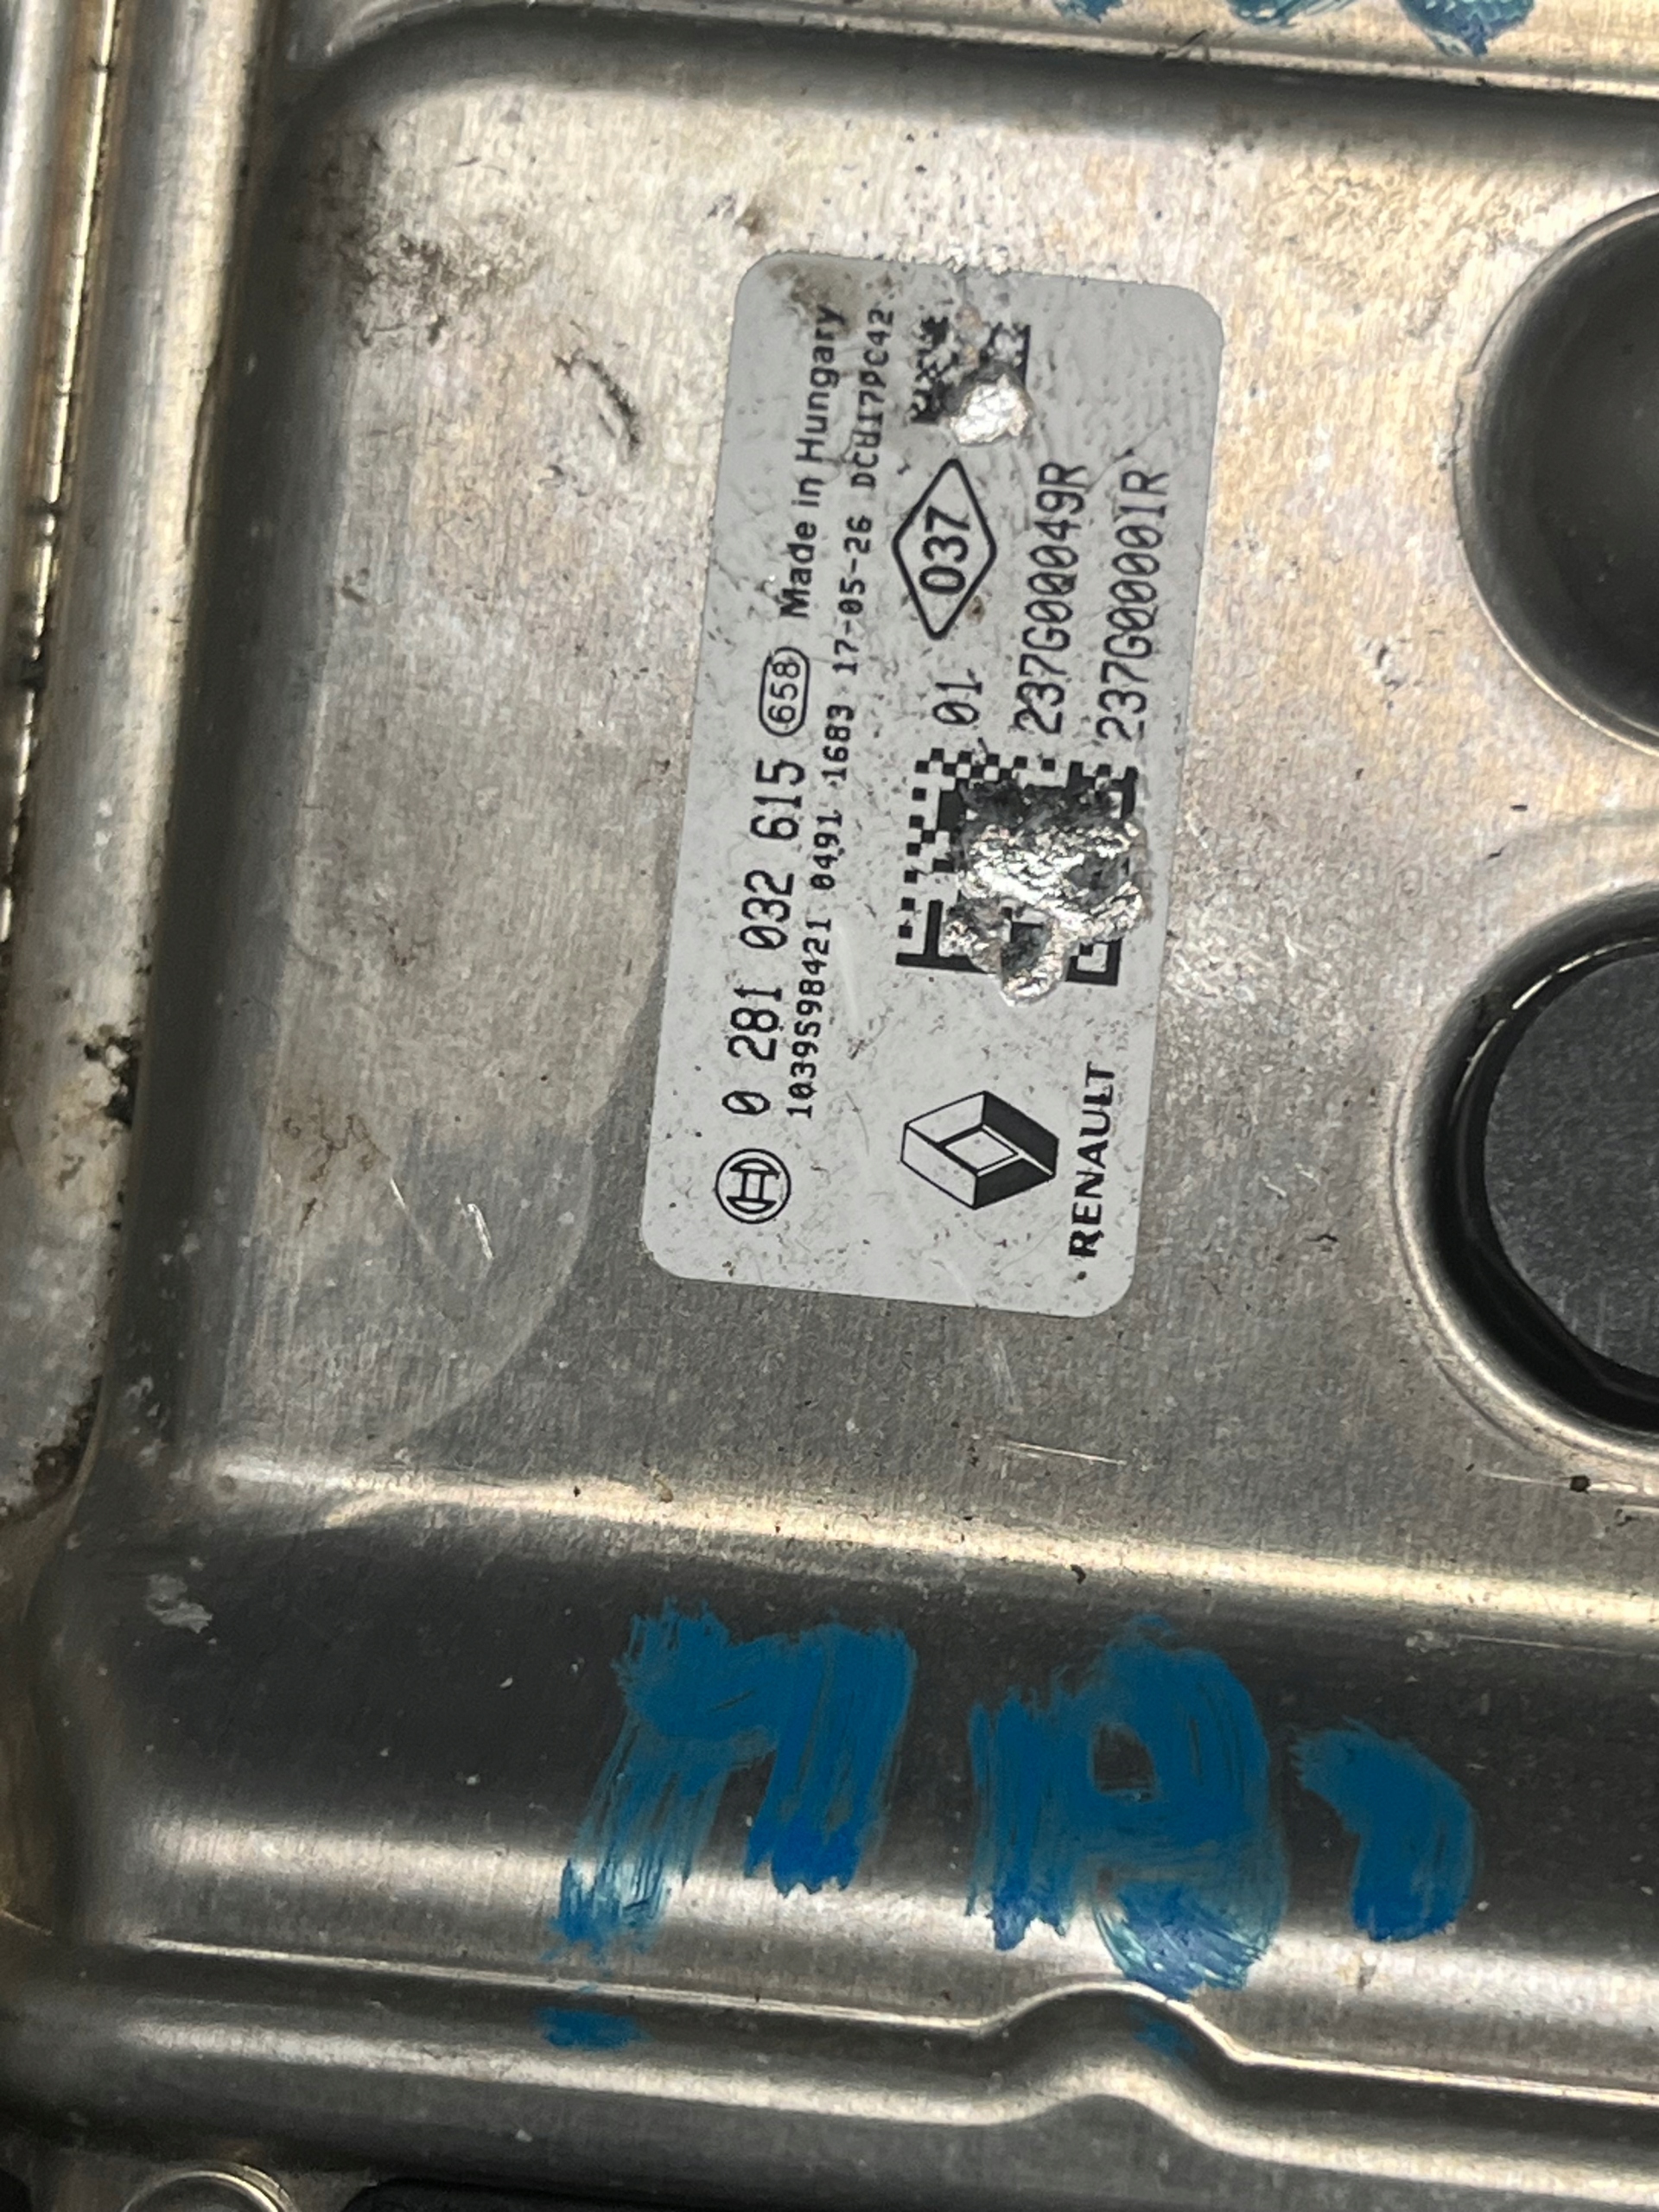 0 281 032 615 658 Made in Hungary
1039S98421 0491 1683 17-05-26 DCU17PC42
01 037
237G00049R
237G00001R
RENAULT